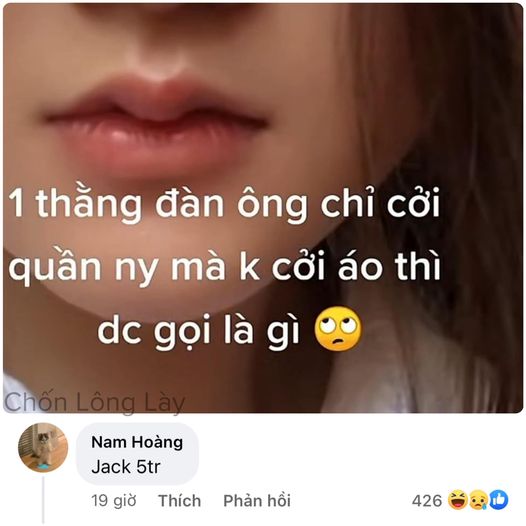 1 thằng đàn ông chỉ cởi
quần ny mà k cởi áo thì
dc gọi là gì 🙄
Chốn Lông Lày
Nam Hoàng
Jack 5tr
19 giờ Thích Phản hồi 426